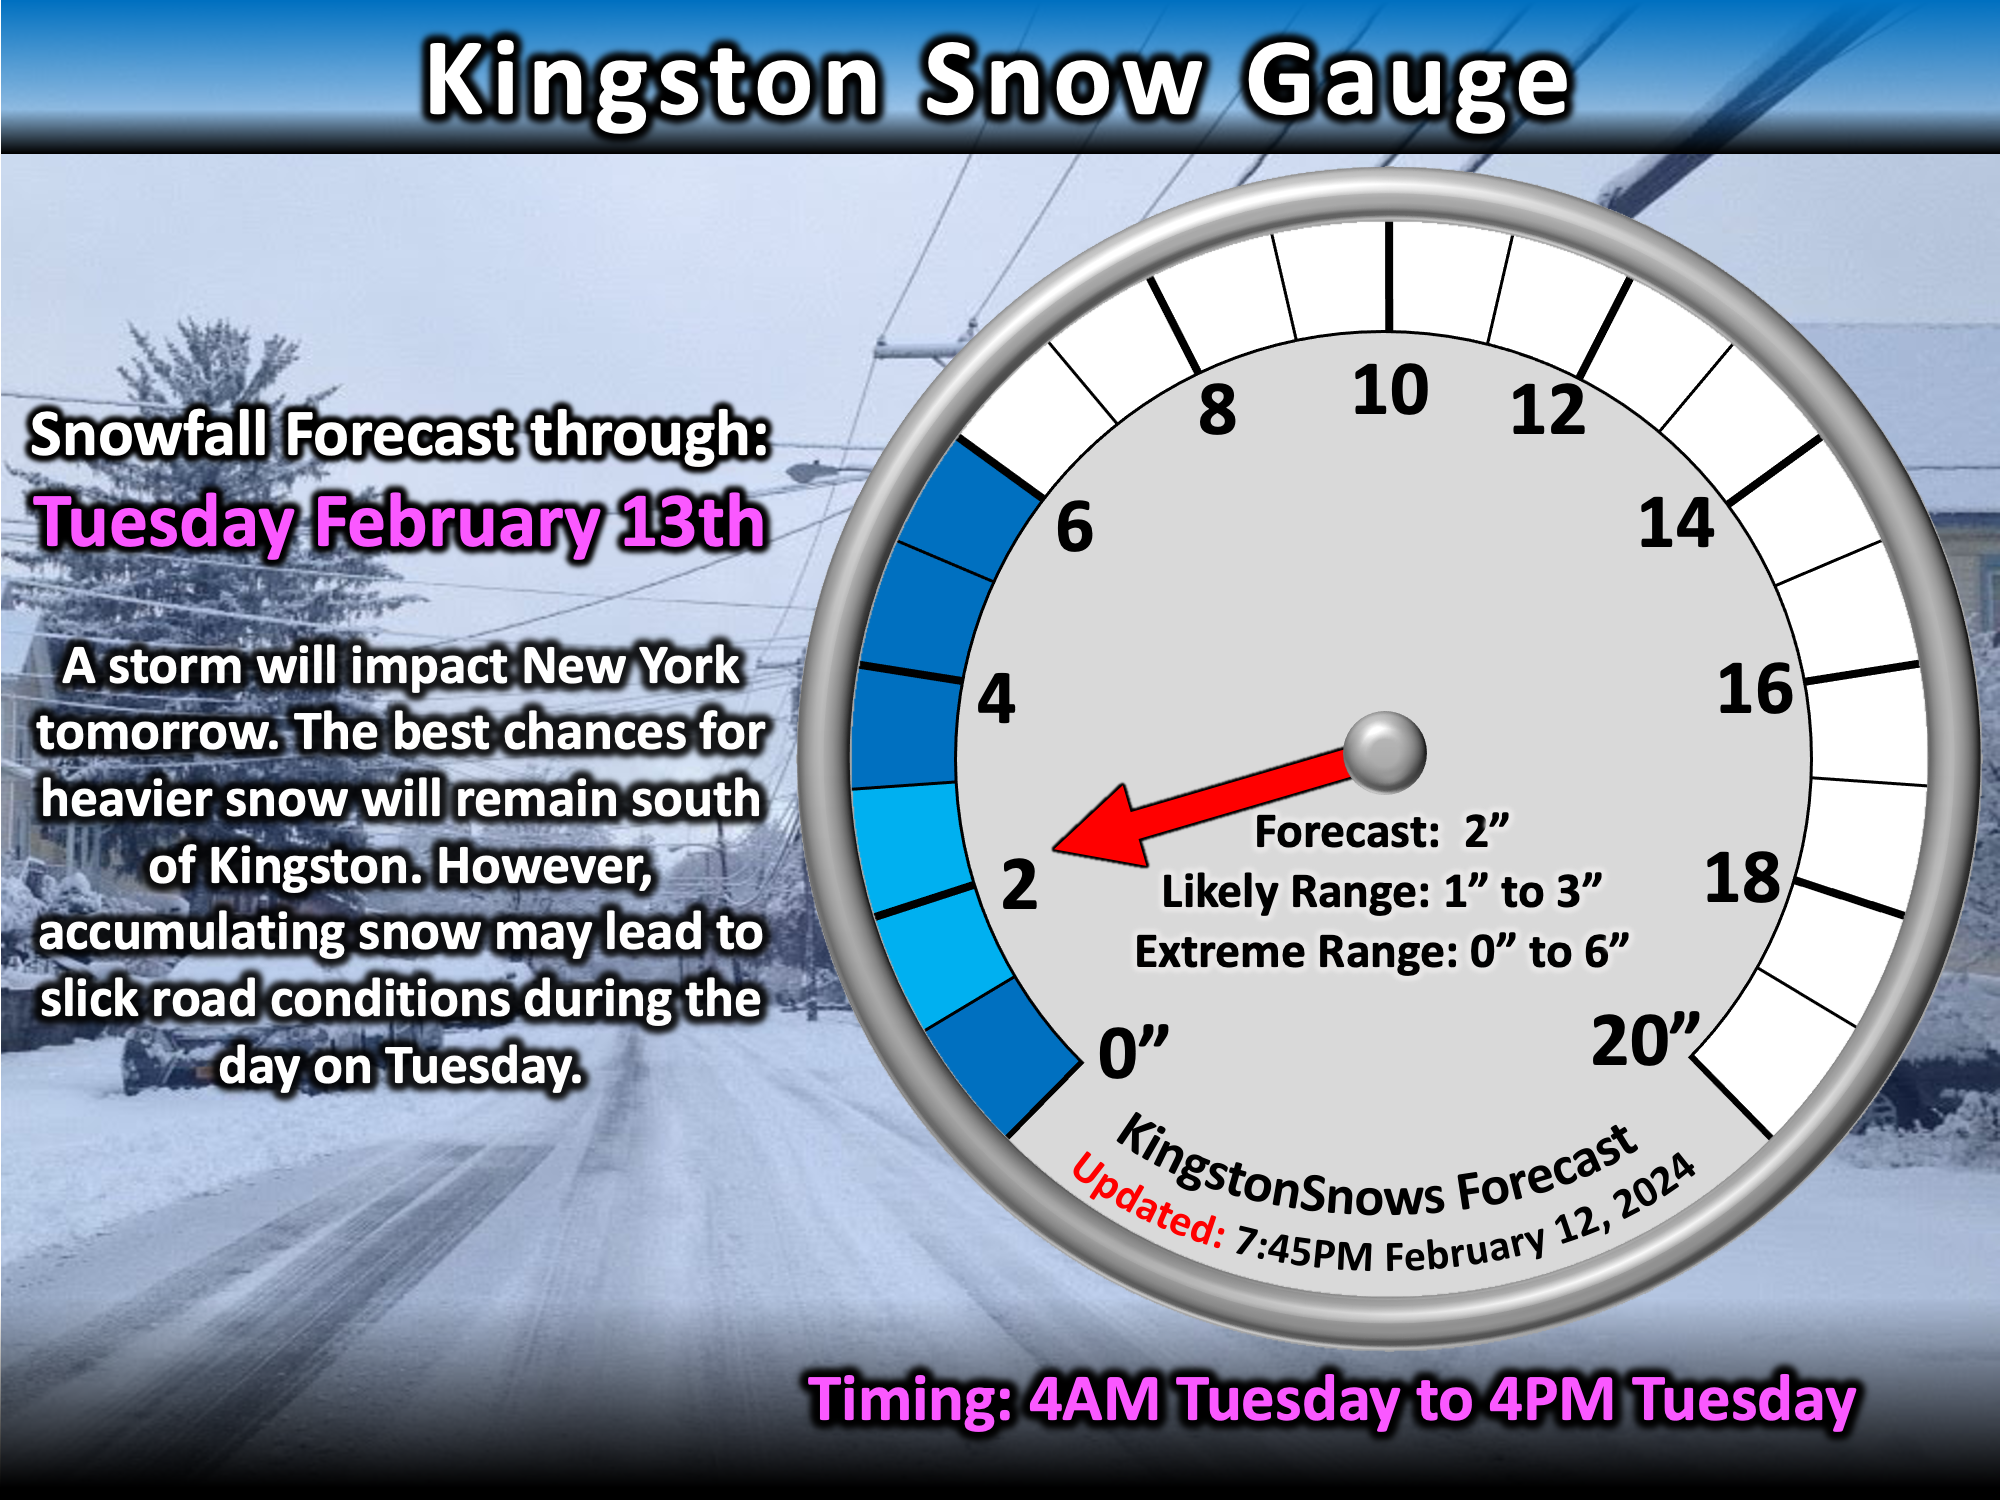 Kingston Snow Gauge
Snowfall Forecast through:
Tuesday February 13th
A storm will impact New York
tomorrow. The best chances for
heavier snow will remain south
of Kingston. However,
accumulating snow may lead to
slick road conditions during the
day on Tuesday.
0”
2
4
6
8
10
12
14
16
18
20”
Forecast:  2”
Likely Range: 1” to 3”
Extreme Range: 0” to 6”
KingstonSnows Forecast
Updated: 7:45PM February 12, 2024
Timing: 4AM Tuesday to 4PM Tuesday